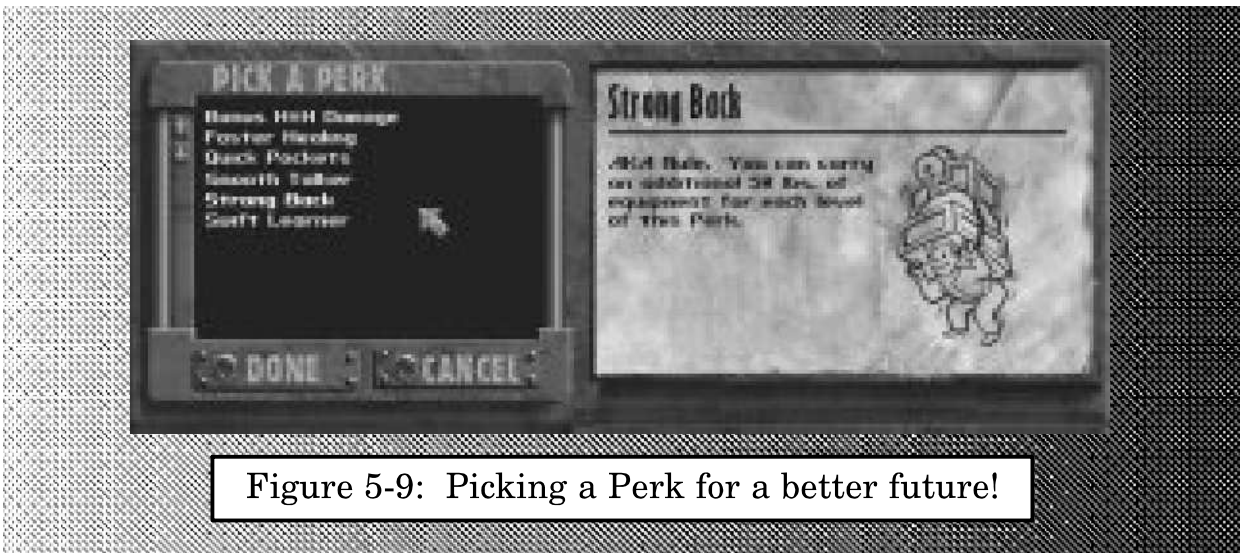 PICK A PERK
Bonus HtH Damage
Faster Healing
Quick Pockets
Smooth Talker
Strong Back
Swift Learner
DONE
CANCEL
Strong Back
AKA Mule. You can carry
an additional 50 lbs. of
equipment for each level
of this Perk.
Figure 5-9: Picking a Perk for a better future!